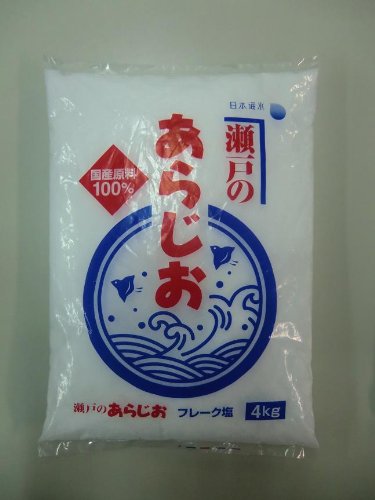 日本海水
瀬戸の
あらじお
国産原料
100%
瀬戸のあらじお フレーク塩 4kg